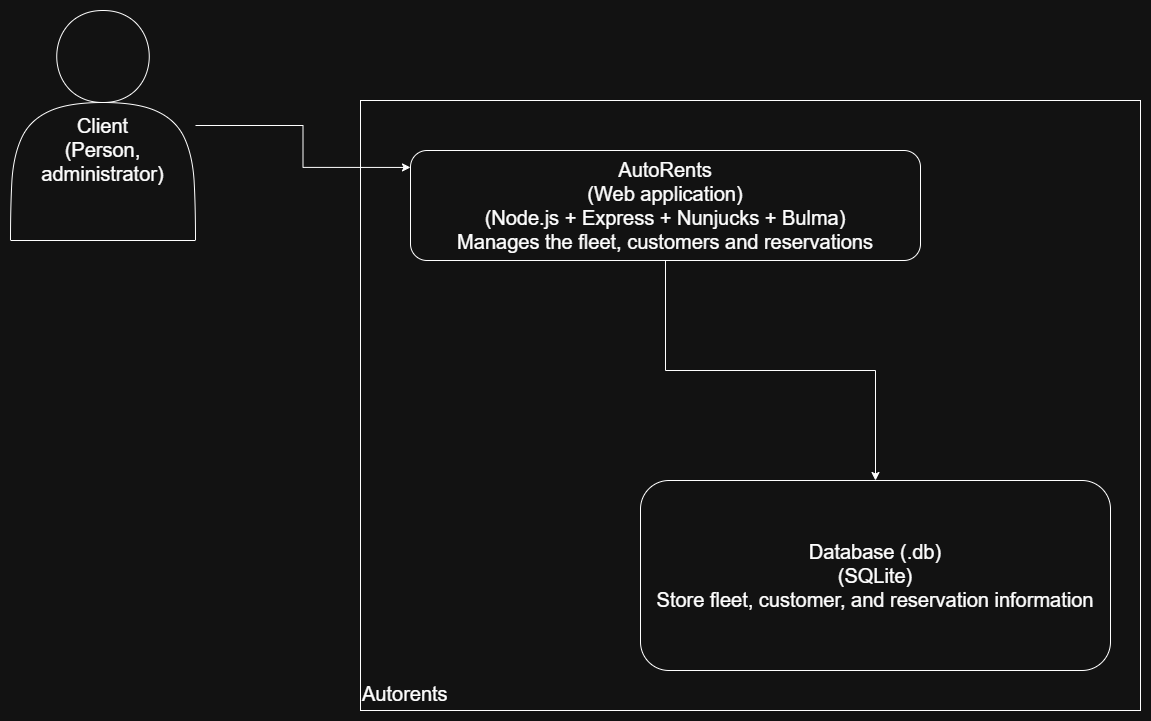 Client
(Person,
administrator)
AutoRents
(Web application)
(Node.js + Express + Nunjucks + Bulma)
Manages the fleet, customers and reservations
Database (.db)
(SQLite)
Store fleet, customer, and reservation information
Autorents